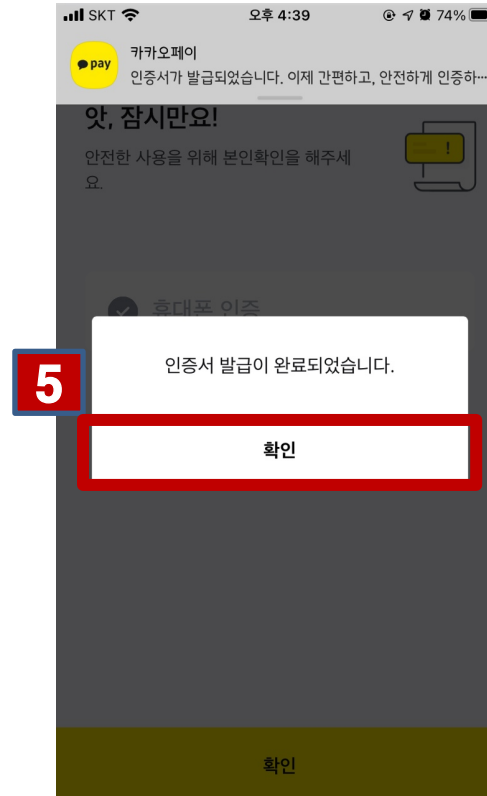 SKT 오후 4:39 74%
pay
카카오페이
인증서가 발급되었습니다. 이제 간편하고, 안전하게 인증하…
앗, 잠시만요!
안전한 사용을 위해 본인확인을 해주세
요.
!
휴대폰 인증
5
인증서 발급이 완료되었습니다.
확인
확인